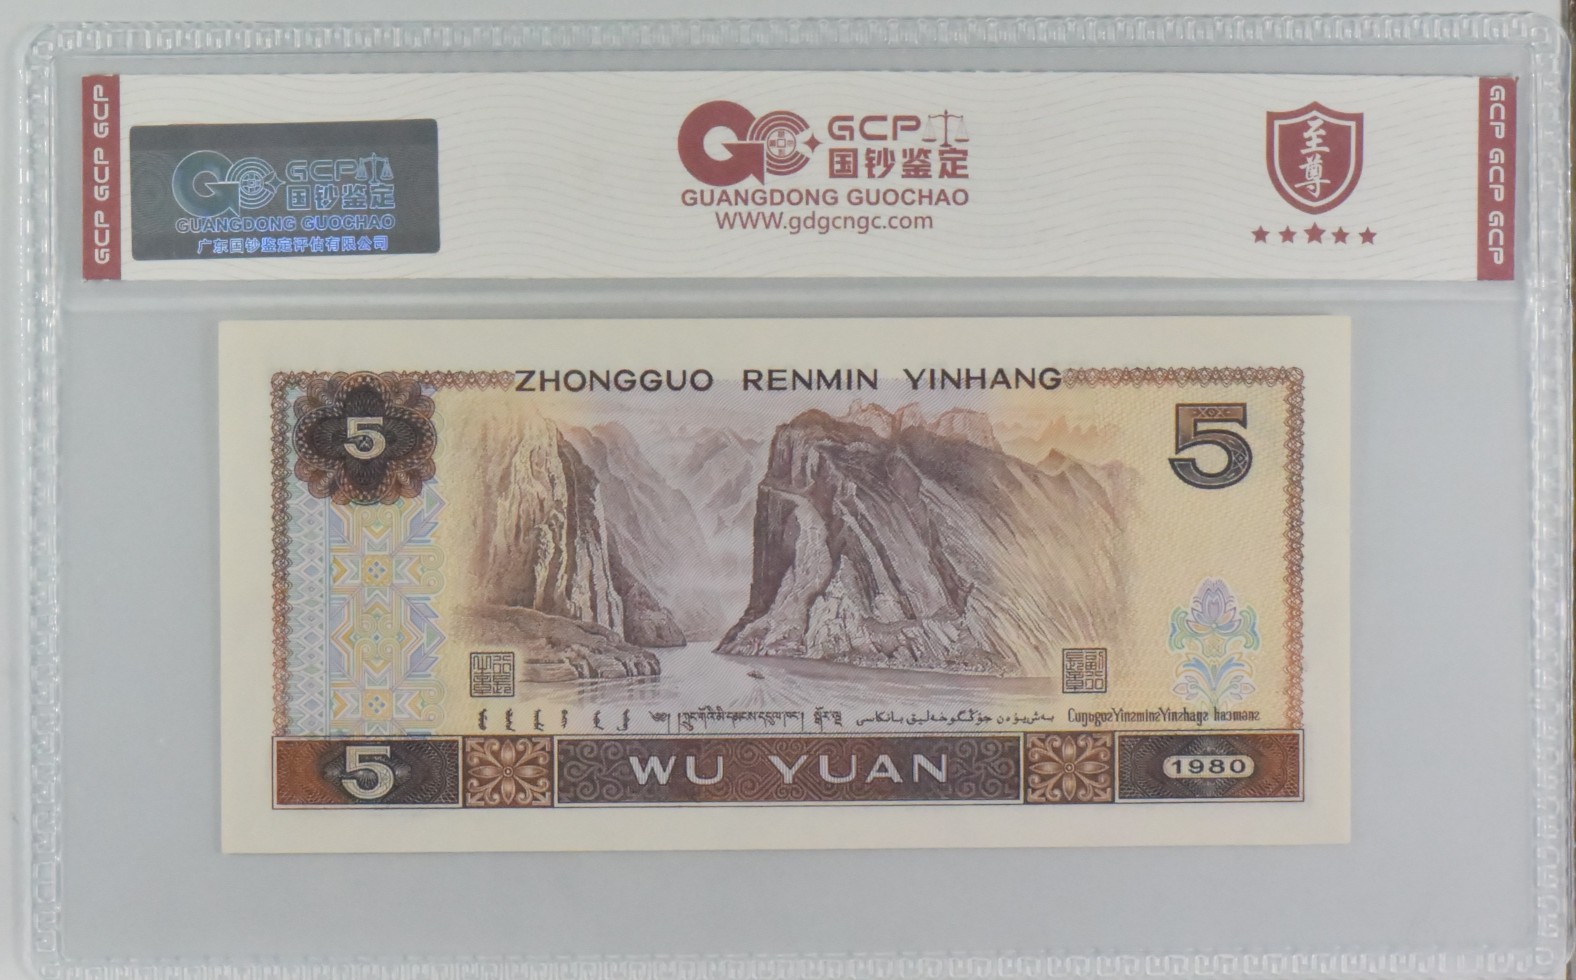 GCP GCP GCP
GCP
国钞鉴定
GUANGDONG GUOCHAO
广东国钞鉴定评估有限公司
GCP
国钞鉴定
GUANGDONG GUOCHAO
WWW.gdgcngc.com
至尊
GCP GCP GCP
ZHONGGUO RENMIN YINHANG
5
5
5
WU YUAN
1980